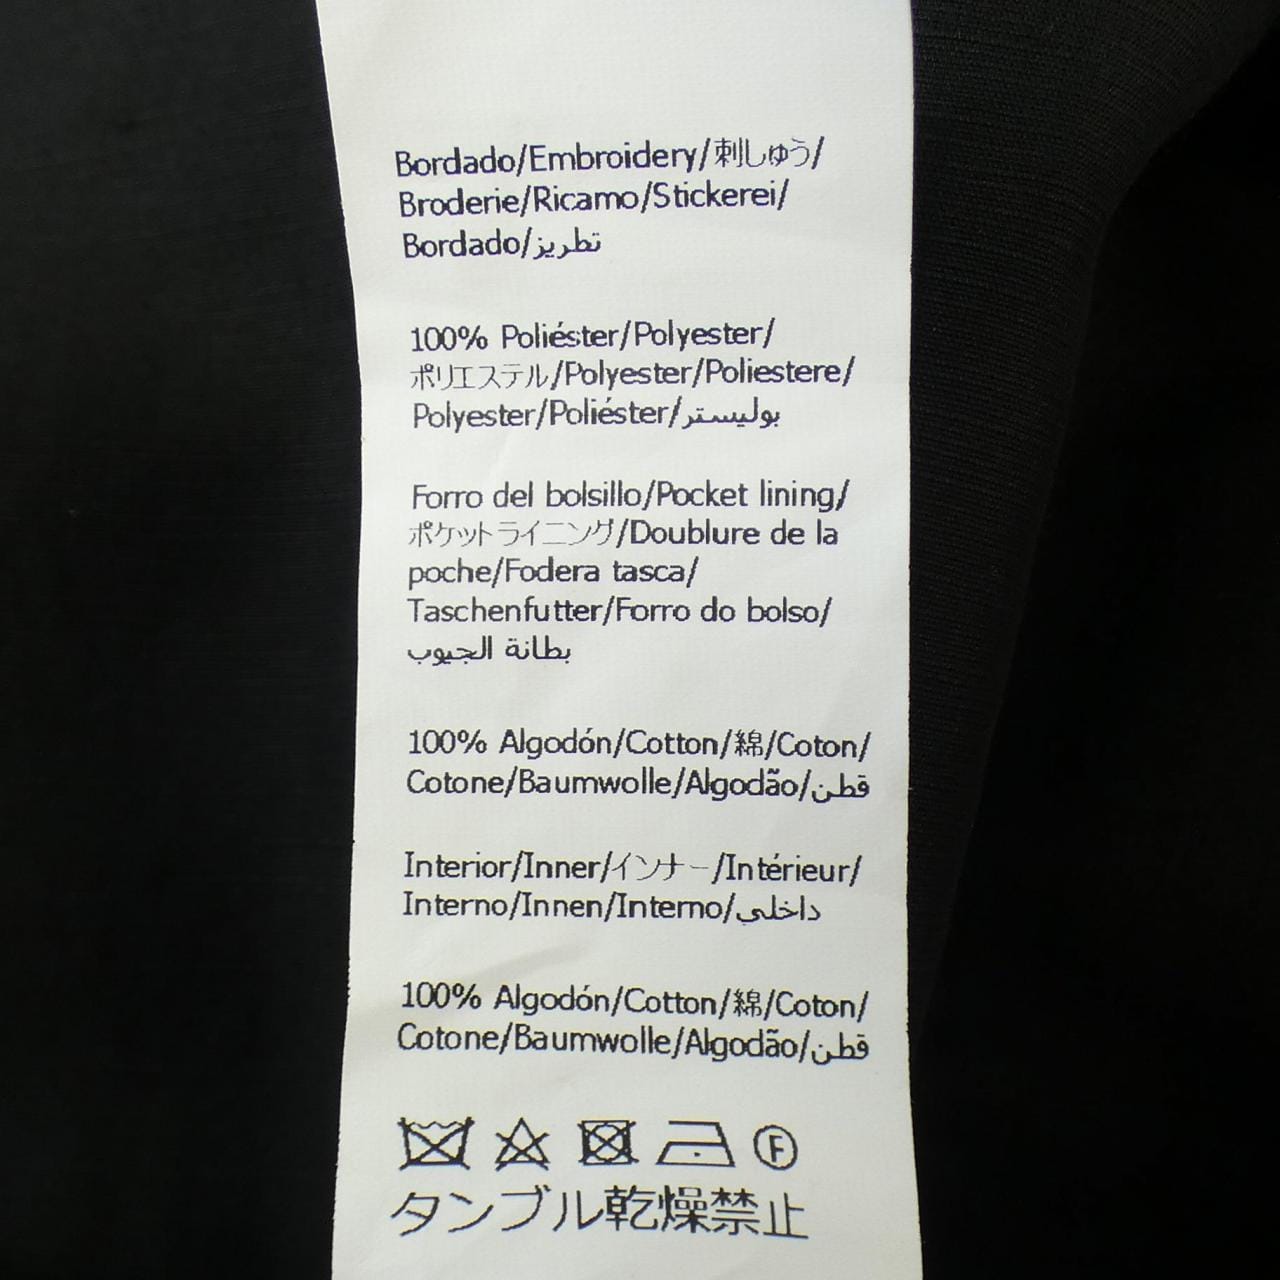 Bordado/Embroidery/刺しゅう/
Broderie/Ricamo/Stickerei/
Bordado/تطريز
100% Poliéster/Polyester/
ポリエステル/Polyester/Poliestere/
Polyester/Poliéster/بوليستر
Forro del bolsillo/Pocket lining/
ポケットライニング/Doublure de la
poche/Fodera tasca/
Taschenfutter/Forro do bolso/
بطانة الجيوب
100% Algodón/Cotton/綿/Coton/
Cotone/Baumwolle/Algodão/قطن
Interior/Inner/インナー/Intérieur/
Interno/Innen/Interno/داخلي
100% Algodón/Cotton/綿/Coton/
Cotone/Baumwolle/Algodão/قطن
F
タンブル乾燥禁止